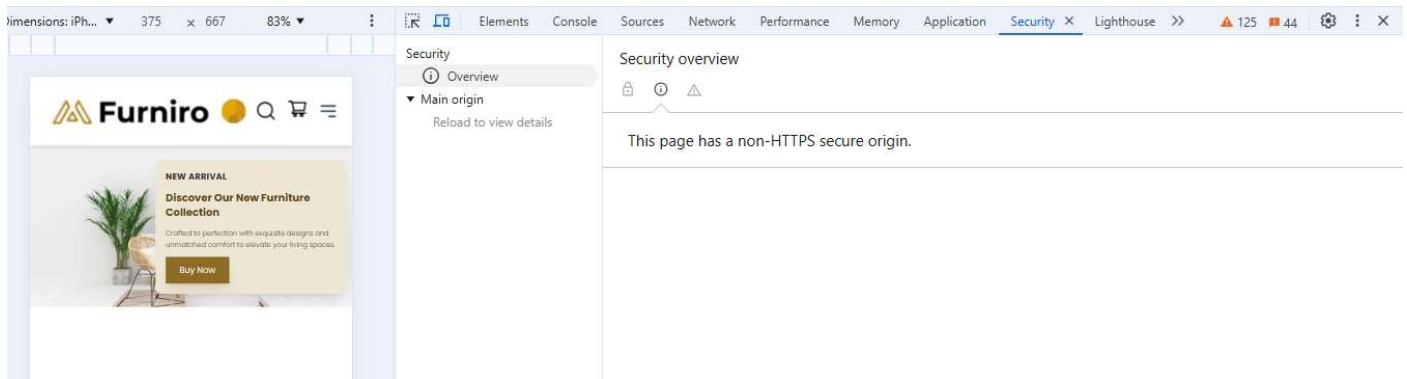 Dimensions: iPh... ▼ 375 x 667 83% ▼
Elements Console Sources Network Performance Memory Application Security × Lighthouse >> 125 44
Furniro
NEW ARRIVAL
Discover Our New Furniture
Collection
Crafted to perfection with exquisite designs and
unmatched comfort to elevate your living spaces.
Buy Now
Security
Overview
▼ Main origin
Reload to view details
Security overview
This page has a non-HTTPS secure origin.